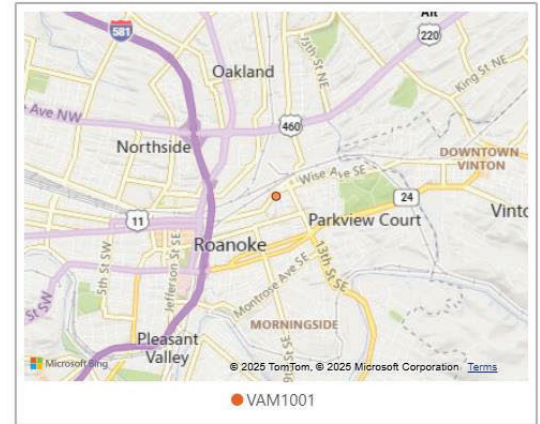 Alt
581
220
Oakland
13th St NE
King St NE
e Ave NW
460
Northside
DOWNTOWN
VINTON
Wise Ave SE
24
11
Parkview Court
Vinto
Roanoke
5th St SW
Jefferson St SE
13th St SE
St SW
Montrose Ave SE
MORNINGSIDE
Pleasant
Valley
Microsoft Bing
© 2025 TomTom, © 2025 Microsoft Corporation Terms
VAM1001